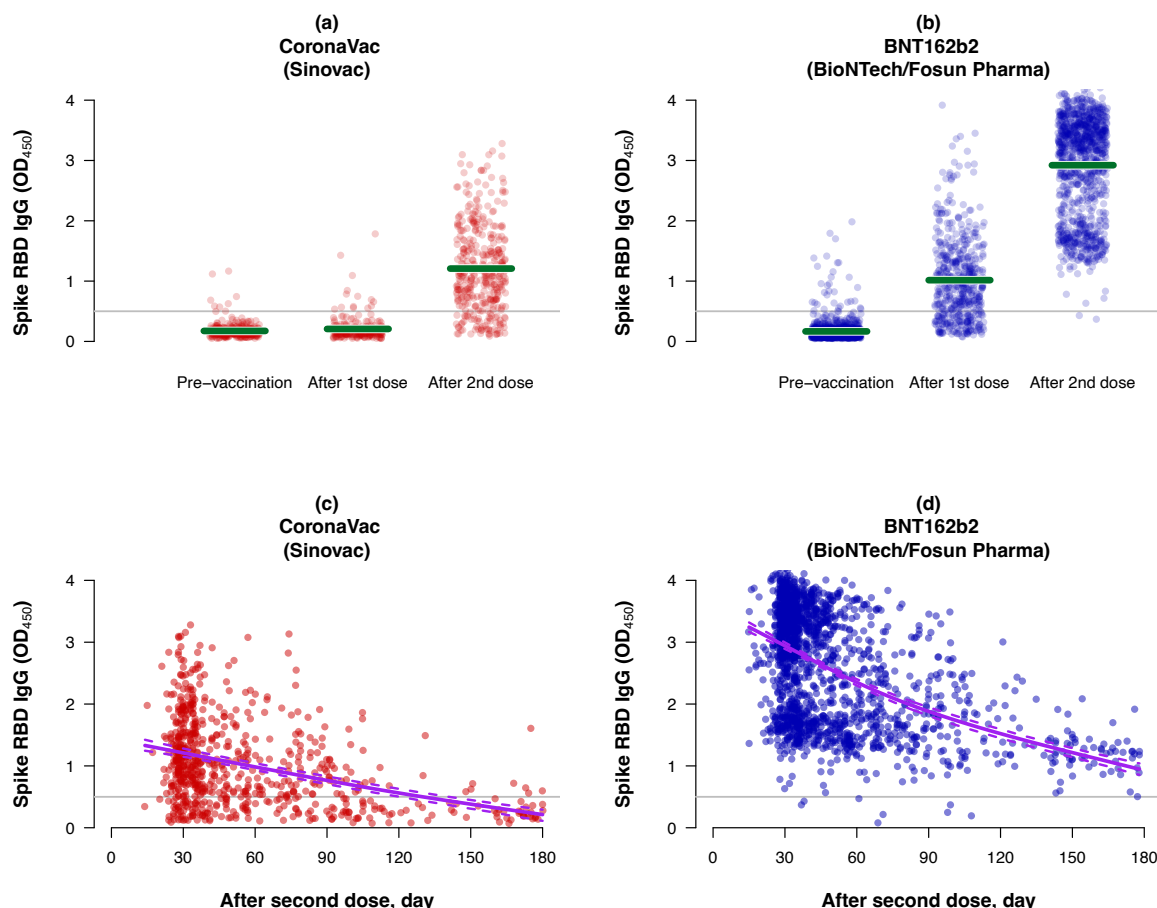 (a)
CoronaVac
(Sinovac)
Spike RBD IgG (OD450)
4
3
2
1
0
Pre−vaccination After 1st dose After 2nd dose
(b)
BNT162b2
(BioNTech/Fosun Pharma)
Spike RBD IgG (OD450)
4
3
2
1
0
Pre−vaccination After 1st dose After 2nd dose
(c)
CoronaVac
(Sinovac)
Spike RBD IgG (OD450)
4
3
2
1
0
0 30 60 90 120 150 180
After second dose, day
(d)
BNT162b2
(BioNTech/Fosun Pharma)
Spike RBD IgG (OD450)
4
3
2
1
0
0 30 60 90 120 150 180
After second dose, day